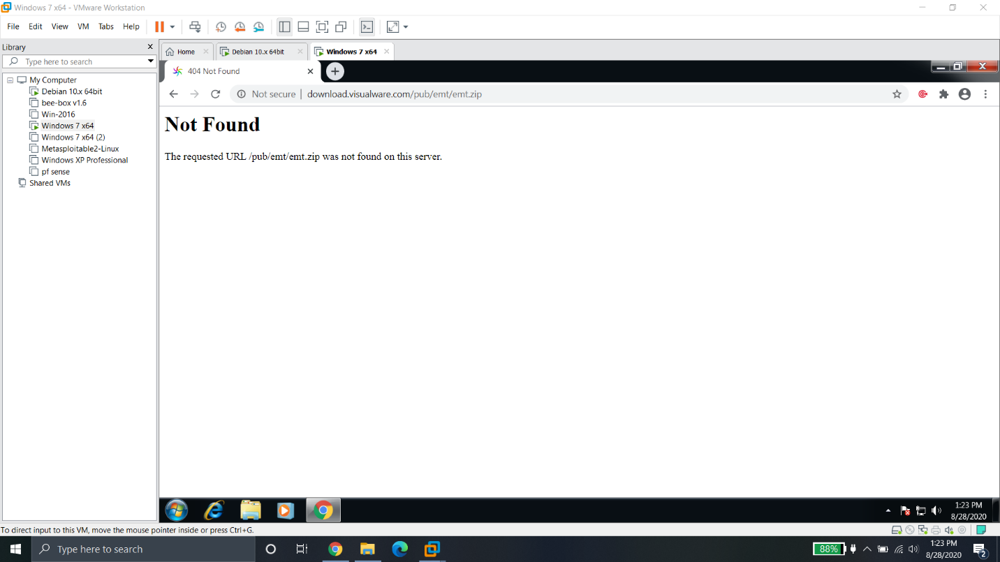 Windows 7 x64 - VMware Workstation
File Edit View VM Tabs Help
Library
Type here to search
My Computer
Debian 10.x 64bit
bee-box v1.6
Win-2016
Windows 7 x64
Windows 7 x64 (2)
Metasploitable2-Linux
Windows XP Professional
pf sense
Shared VMs
Home Debian 10.x 64bit Windows 7 x64
404 Not Found
Not secure | download.visualware.com/pub/emt/emt.zip
Not Found
The requested URL /pub/emt/emt.zip was not found on this server.
1:23 PM
8/28/2020
To direct input to this VM, move the mouse pointer inside or press Ctrl+G.
Type here to search
88%
1:23 PM
8/28/2020
2